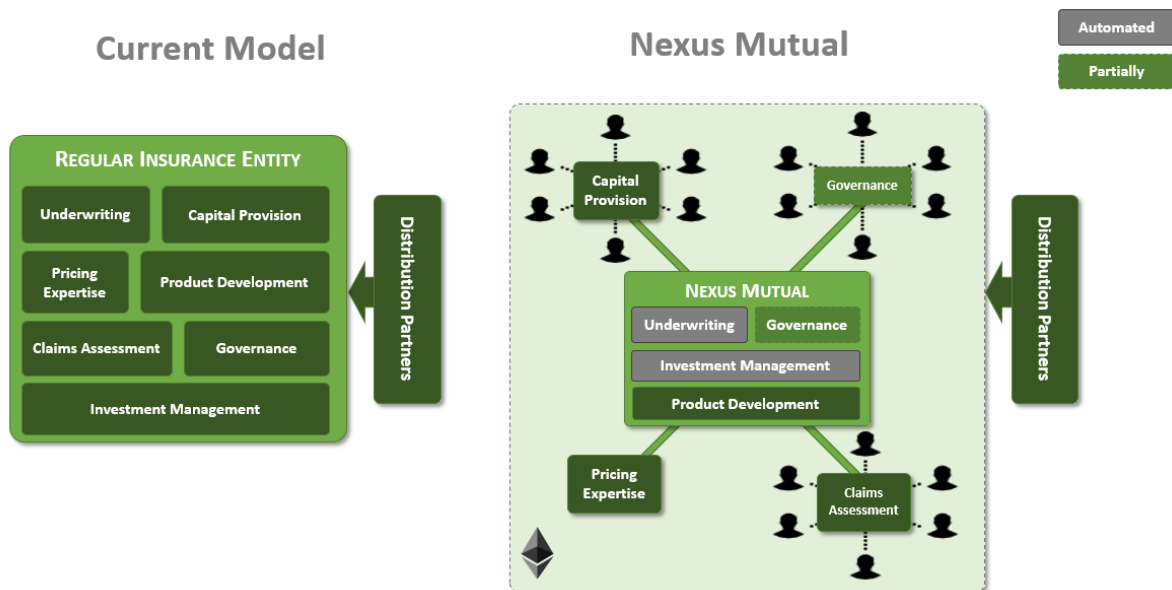 Current Model
REGULAR INSURANCE ENTITY
Underwriting
Capital Provision
Pricing
Expertise
Product Development
Claims Assessment
Governance
Investment Management
Distribution Partners
Nexus Mutual
Automated
Partially
Capital
Provision
Governance
NEXUS MUTUAL
Underwriting
Governance
Investment Management
Product Development
Pricing
Expertise
Claims
Assessment
Distribution Partners